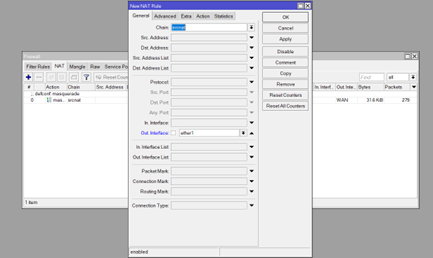 New NAT Rule
General Advanced Extra Action Statistics
Chain: srcnat
Src. Address:
Dst. Address:
Src. Address List:
Dst. Address List:
Protocol:
Src. Port:
Dst. Port:
Any. Port:
In. Interface:
Out. Interface: ether1
In. Interface List:
Out. Interface List:
Packet Mark:
Connection Mark:
Routing Mark:
Connection Type:
enabled
OK
Cancel
Apply
Disable
Comment
Copy
Remove
Reset Counters
Reset All Counters
Firewall
Filter Rules NAT Mangle Raw Service Po
Reset Coun
Find all
# Action Chain Src. Address In. Interf... Out. Inte... Bytes Packets
;;; defconf: masquerade
0 mas... srcnat WAN 31.6 KiB 279
1 item